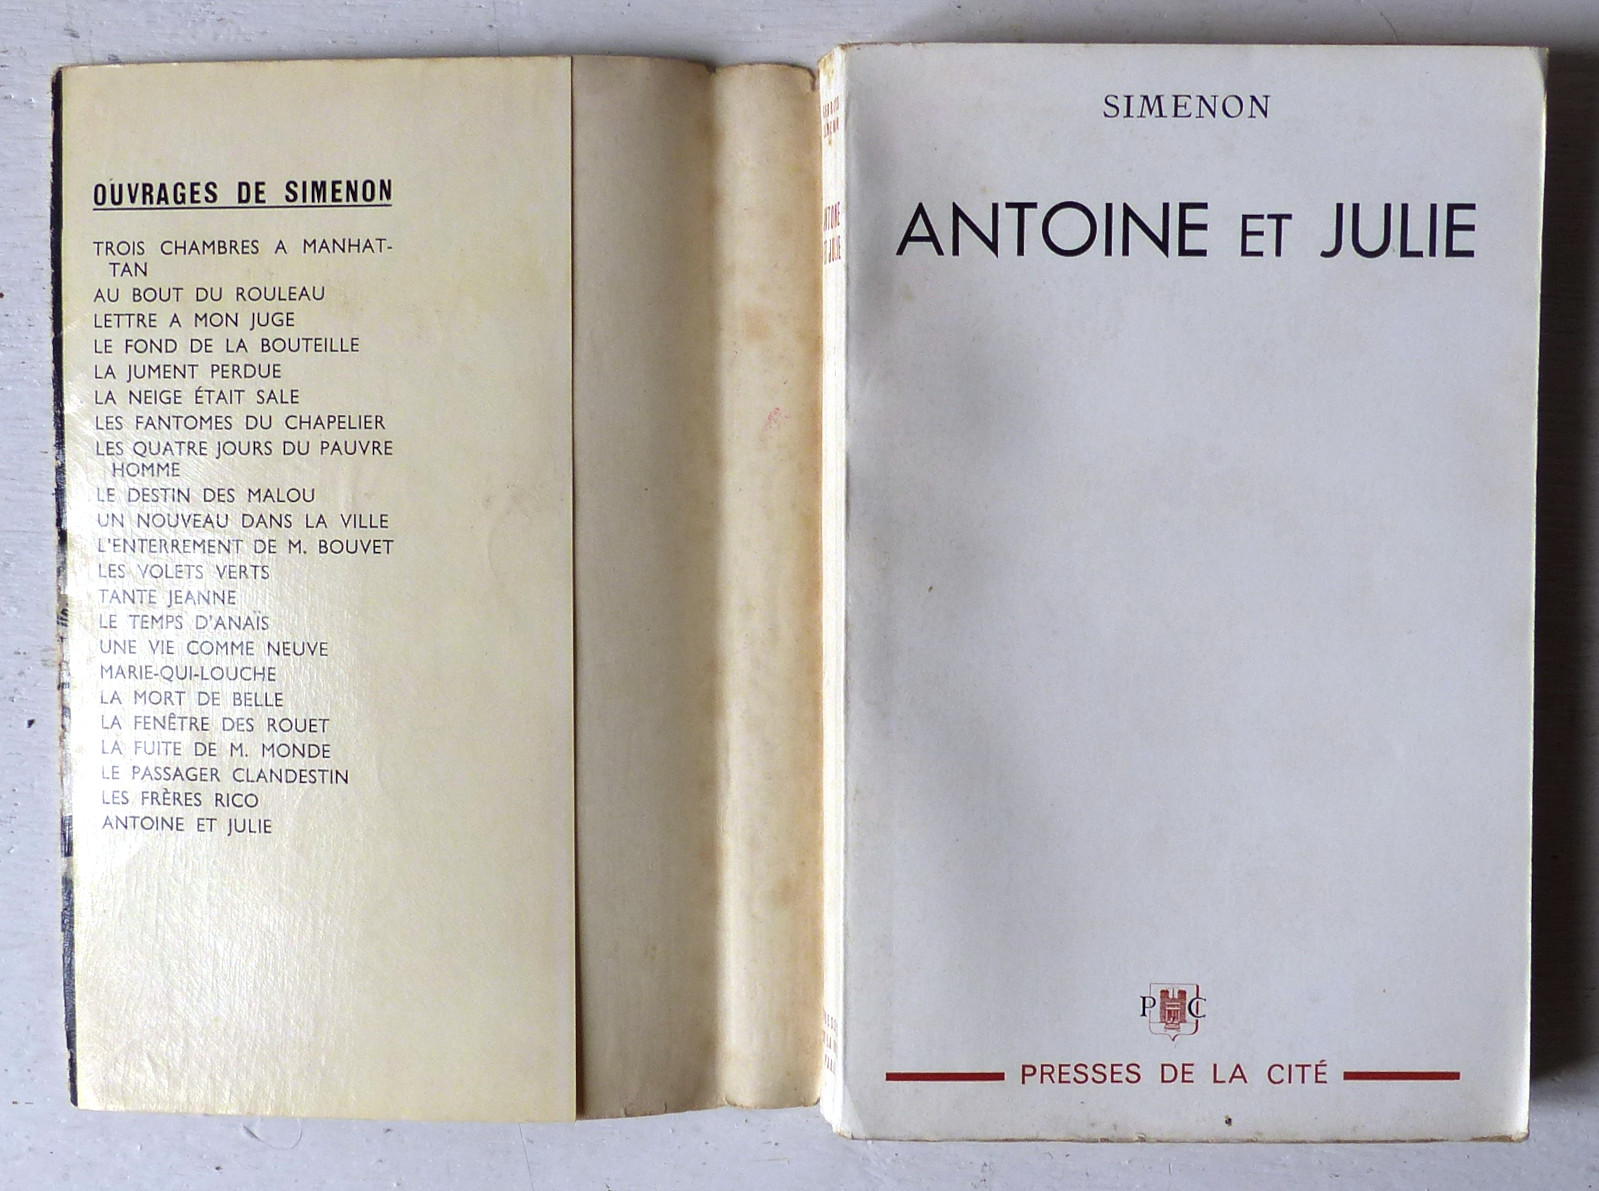 OUVRAGES DE SIMENON
TROIS CHAMBRES A MANHAT-
TAN
AU BOUT DU ROULEAU
LETTRE A MON JUGE
LE FOND DE LA BOUTEILLE
LA JUMENT PERDUE
LA NEIGE ÉTAIT SALE
LES FANTOMES DU CHAPELIER
LES QUATRE JOURS DU PAUVRE
HOMME
LE DESTIN DES MALOU
UN NOUVEAU DANS LA VILLE
L'ENTERREMENT DE M. BOUVET
LES VOLETS VERTS
TANTE JEANNE
LE TEMPS D'ANAÏS
UNE VIE COMME NEUVE
MARIE-QUI-LOUCHE
LA MORT DE BELLE
LA FENÊTRE DES ROUET
LA FUITE DE M. MONDE
LE PASSAGER CLANDESTIN
LES FRÈRES RICO
ANTOINE ET JULIE
ET JULIE
SIMENON
ANTOINE ET JULIE
P C
PRESSES DE LA CITÉ